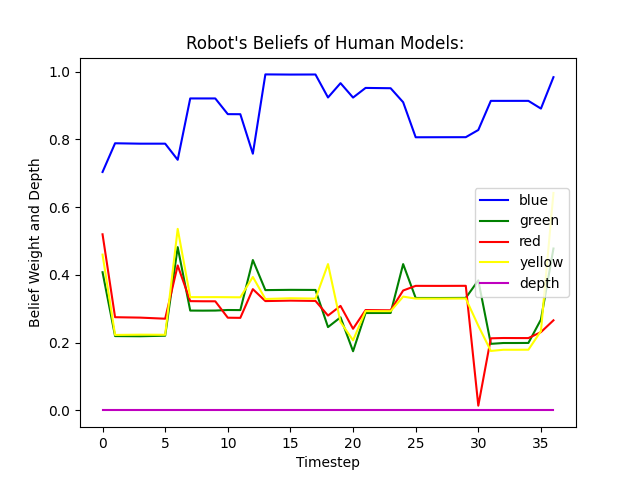 Robot's Beliefs of Human Models:
Belief Weight and Depth
1.0
0.8
0.6
0.4
0.2
0.0
blue
green
red
yellow
depth
0 5 10 15 20 25 30 35
Timestep